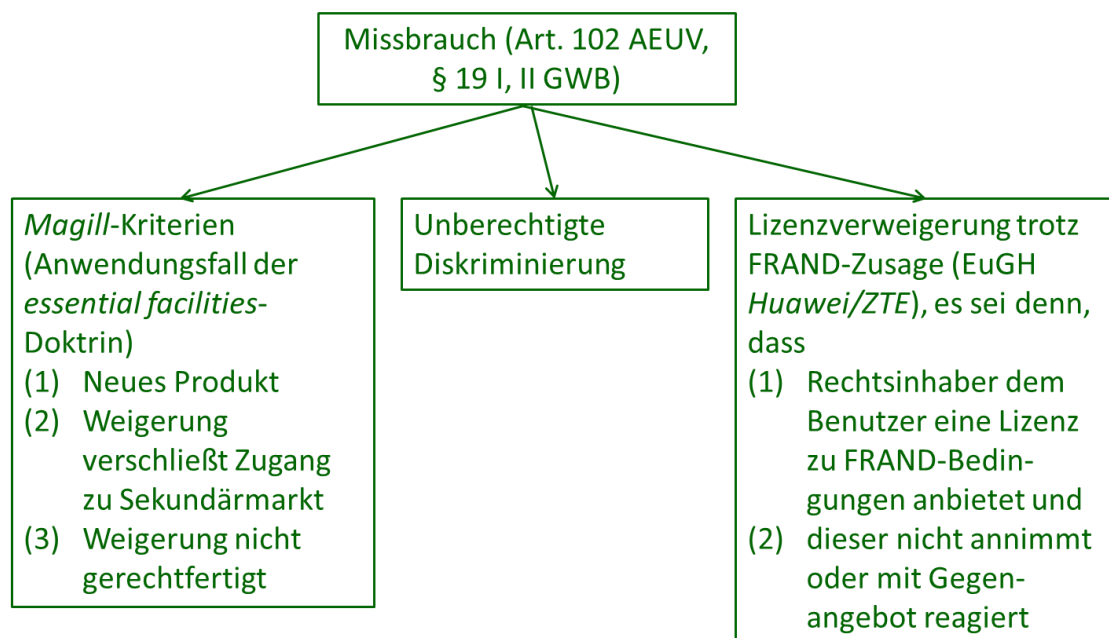 Missbrauch (Art. 102 AEUV,
§ 19 I, II GWB)
Magill-Kriterien
(Anwendungsfall der
essential facilities-
Doktrin)
(1) Neues Produkt
(2) Weigerung
verschließt Zugang
zu Sekundärmarkt
(3) Weigerung nicht
gerechtfertigt
Unberechtigte
Diskriminierung
Lizenzverweigerung trotz
FRAND-Zusage (EuGH
Huawei/ZTE), es sei denn,
dass
(1) Rechtsinhaber dem
Benutzer eine Lizenz
zu FRAND-Bedin-
gungen anbietet und
(2) dieser nicht annimmt
oder mit Gegen-
angebot reagiert